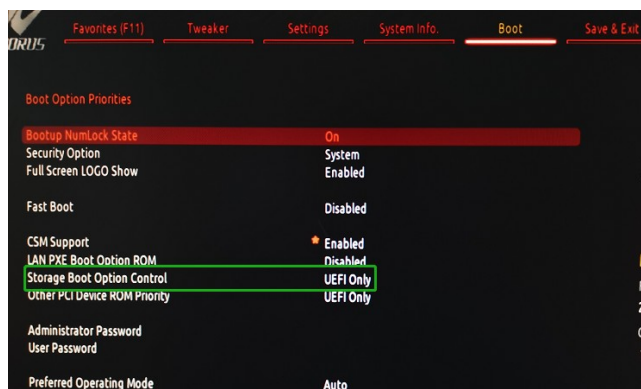 ORUS
Favorites (F11) Tweaker Settings System Info. Boot Save & Exit
Boot Option Priorities
Bootup NumLock State On
Security Option System
Full Screen LOGO Show Enabled
Fast Boot Disabled
CSM Support Enabled
LAN PXE Boot Option ROM Disabled
Storage Boot Option Control UEFI Only
Other PCI Device ROM Priority UEFI Only
Administrator Password
User Password
Preferred Operating Mode Auto